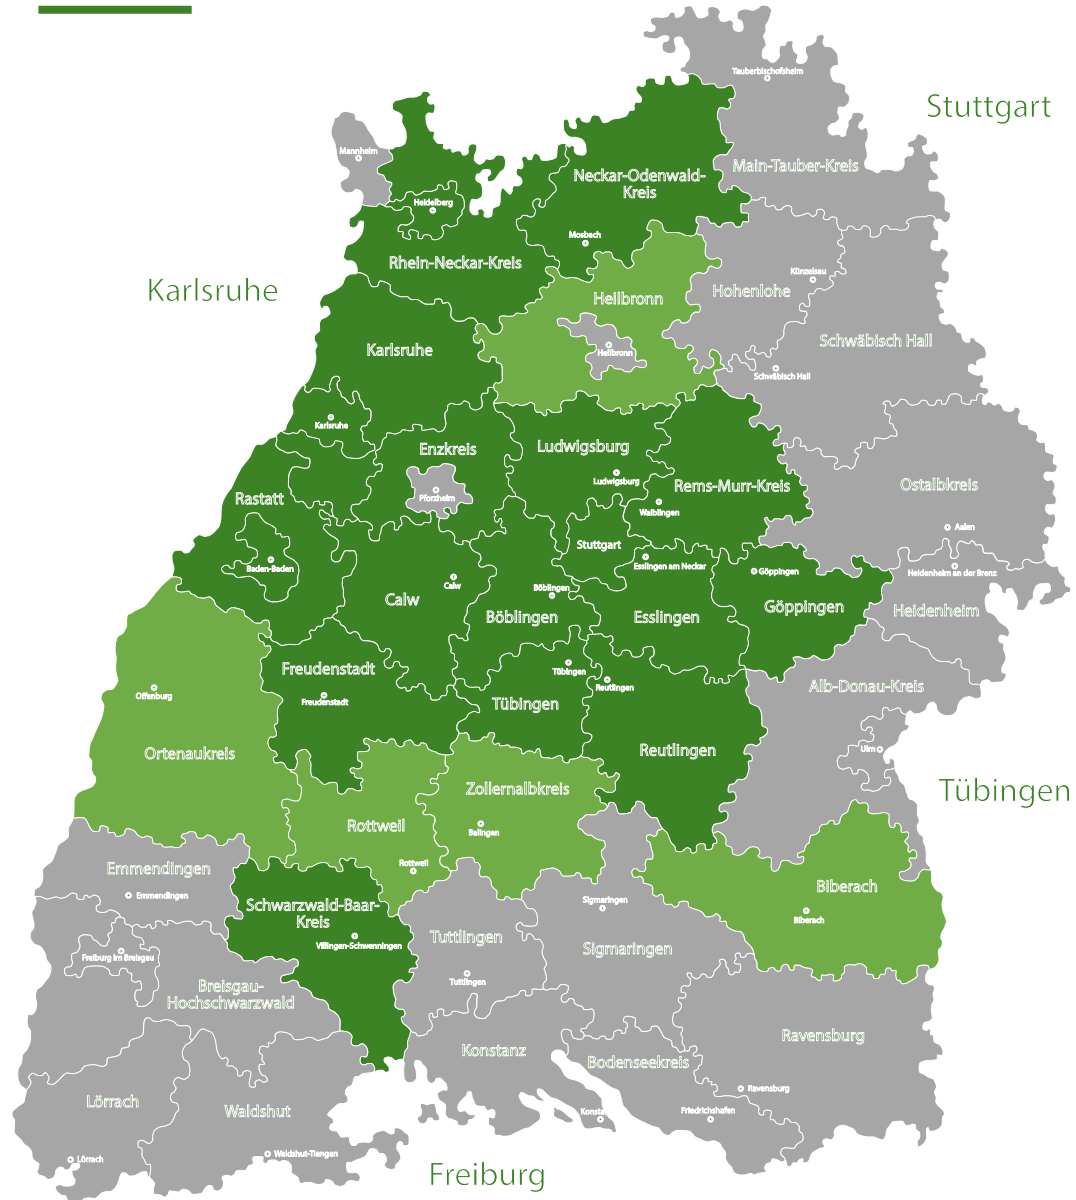 Tauberbischofsheim
Stuttgart
Mannheim
Main-Tauber-Kreis
Neckar-Odenwald-
Kreis
Heidelberg
Mosbach
Rhein-Neckar-Kreis
Künzelsau
Karlsruhe
Hohenlohe
Heilbronn
Schwäbisch Hall
Karlsruhe
Heilbronn
Schwäbisch Hall
Karlsruhe
Enzkreis
Ludwigsburg
Ludwigsburg
Rems-Murr-Kreis
Ostalbkreis
Rastatt
Pforzheim
Waiblingen
Aalen
Stuttgart
Baden-Baden
Esslingen am Neckar
Göppingen
Heidenheim an der Brenz
Calw
Böblingen
Calw
Göppingen
Heidenheim
Böblingen
Esslingen
Freudenstadt
Tübingen
Offenburg
Reutlingen
Alb-Donau-Kreis
Freudenstadt
Tübingen
Ortenaukreis
Reutlingen
Ulm
Zollernalbkreis
Tübingen
Rottweil
Balingen
Emmendingen
Rottweil
Emmendingen
Biberach
Schwarzwald-Baar-
Kreis
Sigmaringen
Biberach
Villingen-Schwenningen
Tuttlingen
Sigmaringen
Freiburg im Breisgau
Tuttlingen
Breisgau-
Hochschwarzwald
Ravensburg
Konstanz
Bodenseekreis
Ravensburg
Lörrach
Waldshut
Friedrichshafen
Waldshut-Tiengen
Lörrach
Freiburg